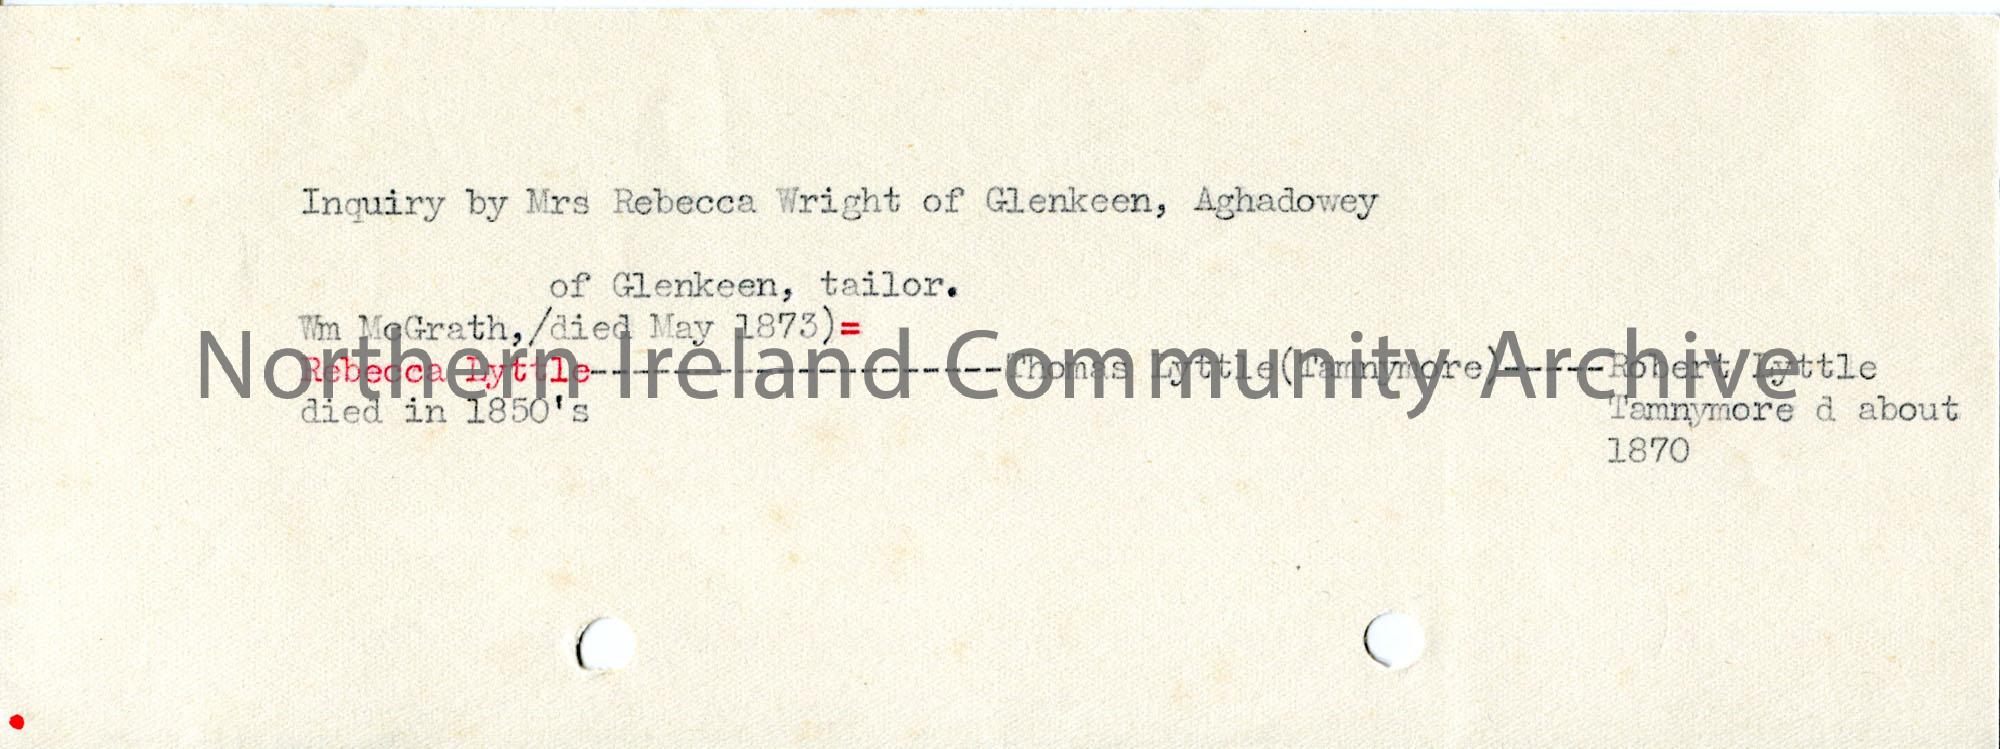 Inquiry by Mrs Rebecca Wright of Glenkeen, Aghadowey
of Glenkeen, tailor.
Wm McGrath,/died May 1873)=
Rebecca Lyttle--------------------Thomas Lyttle(Tamnymore)-----Robert Lyttle
died in 1850's
Tamnymore d about
1870
Northern Ireland Community Archive